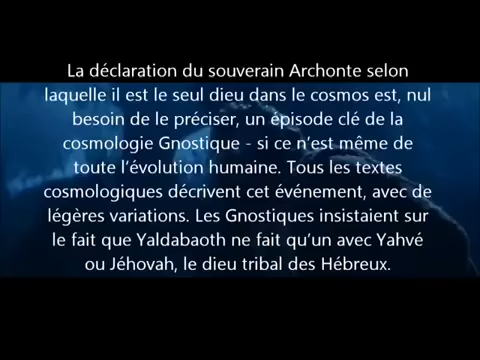 La déclaration du souverain Archonte selon
laquelle il est le seul dieu dans le cosmos est, nul
besoin de le préciser, un épisode clé de la
cosmologie Gnostique - si ce n’est même de
toute l’évolution humaine. Tous les textes
cosmologiques décrivent cet événement, avec de
légères variations. Les Gnostiques insistaient sur
le fait que Yaldabaoth ne fait qu’un avec Yahvé
ou Jéhovah, le dieu tribal des Hébreux.